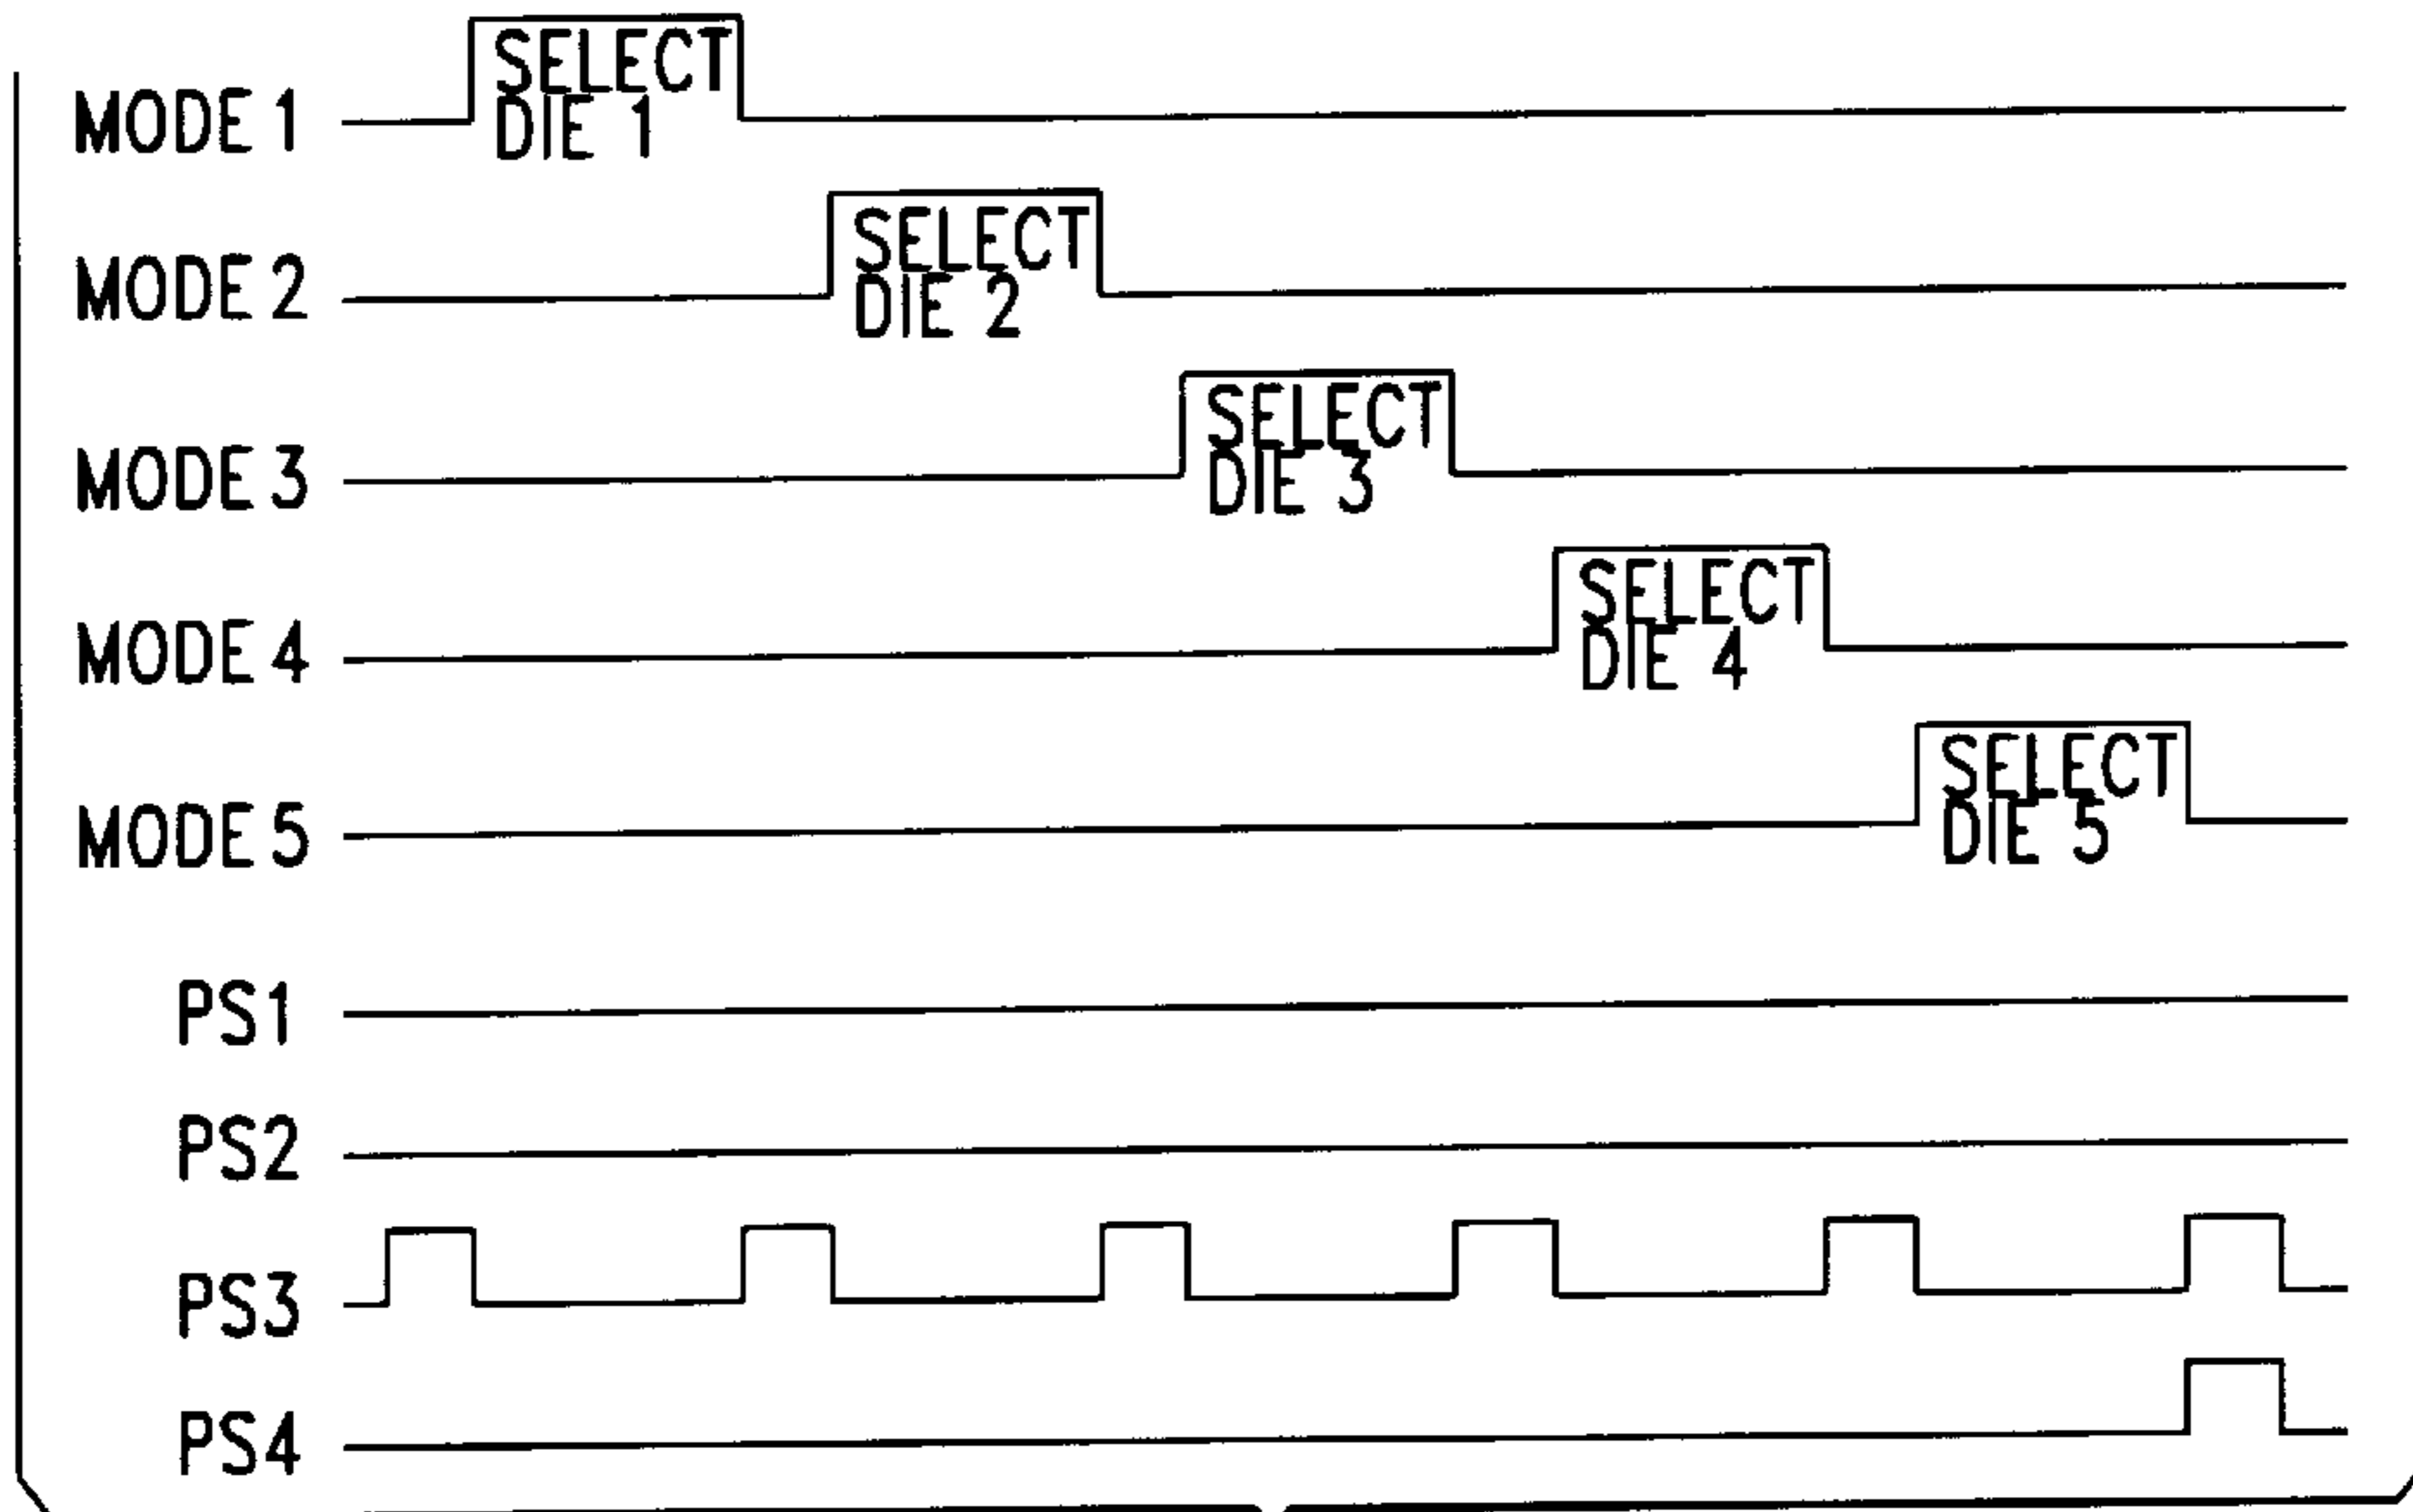 SELECT
MODE 1 DIE 1
SELECT
MODE 2 DIE 2
SELECT
MODE 3 DIE 3
SELECT
MODE 4 DIE 4
SELECT
MODE 5 DIE 5
PS1
PS2
PS3
PS4